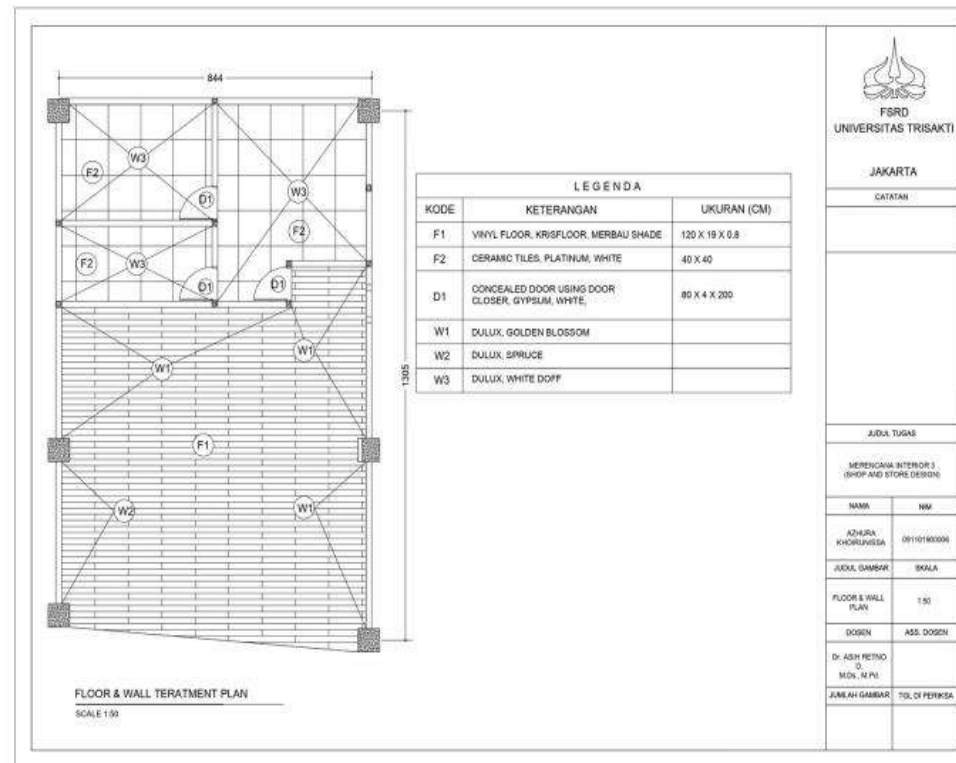 844
W3
F2
D1
W3
F2
F2
W3
D1
D1
W1
W1
1305
F1
W2
W1
FLOOR & WALL TERATMENT PLAN
SCALE 1:50
LEGENDA
KODE KETERANGAN UKURAN (CM)
F1 VINYL FLOOR, KRISFLOOR, MERBAU SHADE 120 X 19 X 0.8
F2 CERAMIC TILES, PLATINUM, WHITE 40 X 40
D1 CONCEALED DOOR USING DOOR
CLOSER, GYPSUM, WHITE, 80 X 4 X 200
W1 DULUX, GOLDEN BLOSSOM
W2 DULUX, SPRUCE
W3 DULUX, WHITE DOFF
FSRD
UNIVERSITAS TRISAKTI
JAKARTA
CATATAN
JUDUL TUGAS
MERENCANA INTERIOR 3
(SHOP AND STORE DESIGN)
NAMA NIM
AZHURA
KHOIRUNISSA
JUDUL GAMBAR SKALA
FLOOR & WALL
PLAN
1:50
DOSEN ASS. DOSEN
Dr. ASIH RETNO
D.
M.Ds., M.Pd.
JUMLAH GAMBAR TGL DI PERIKSA